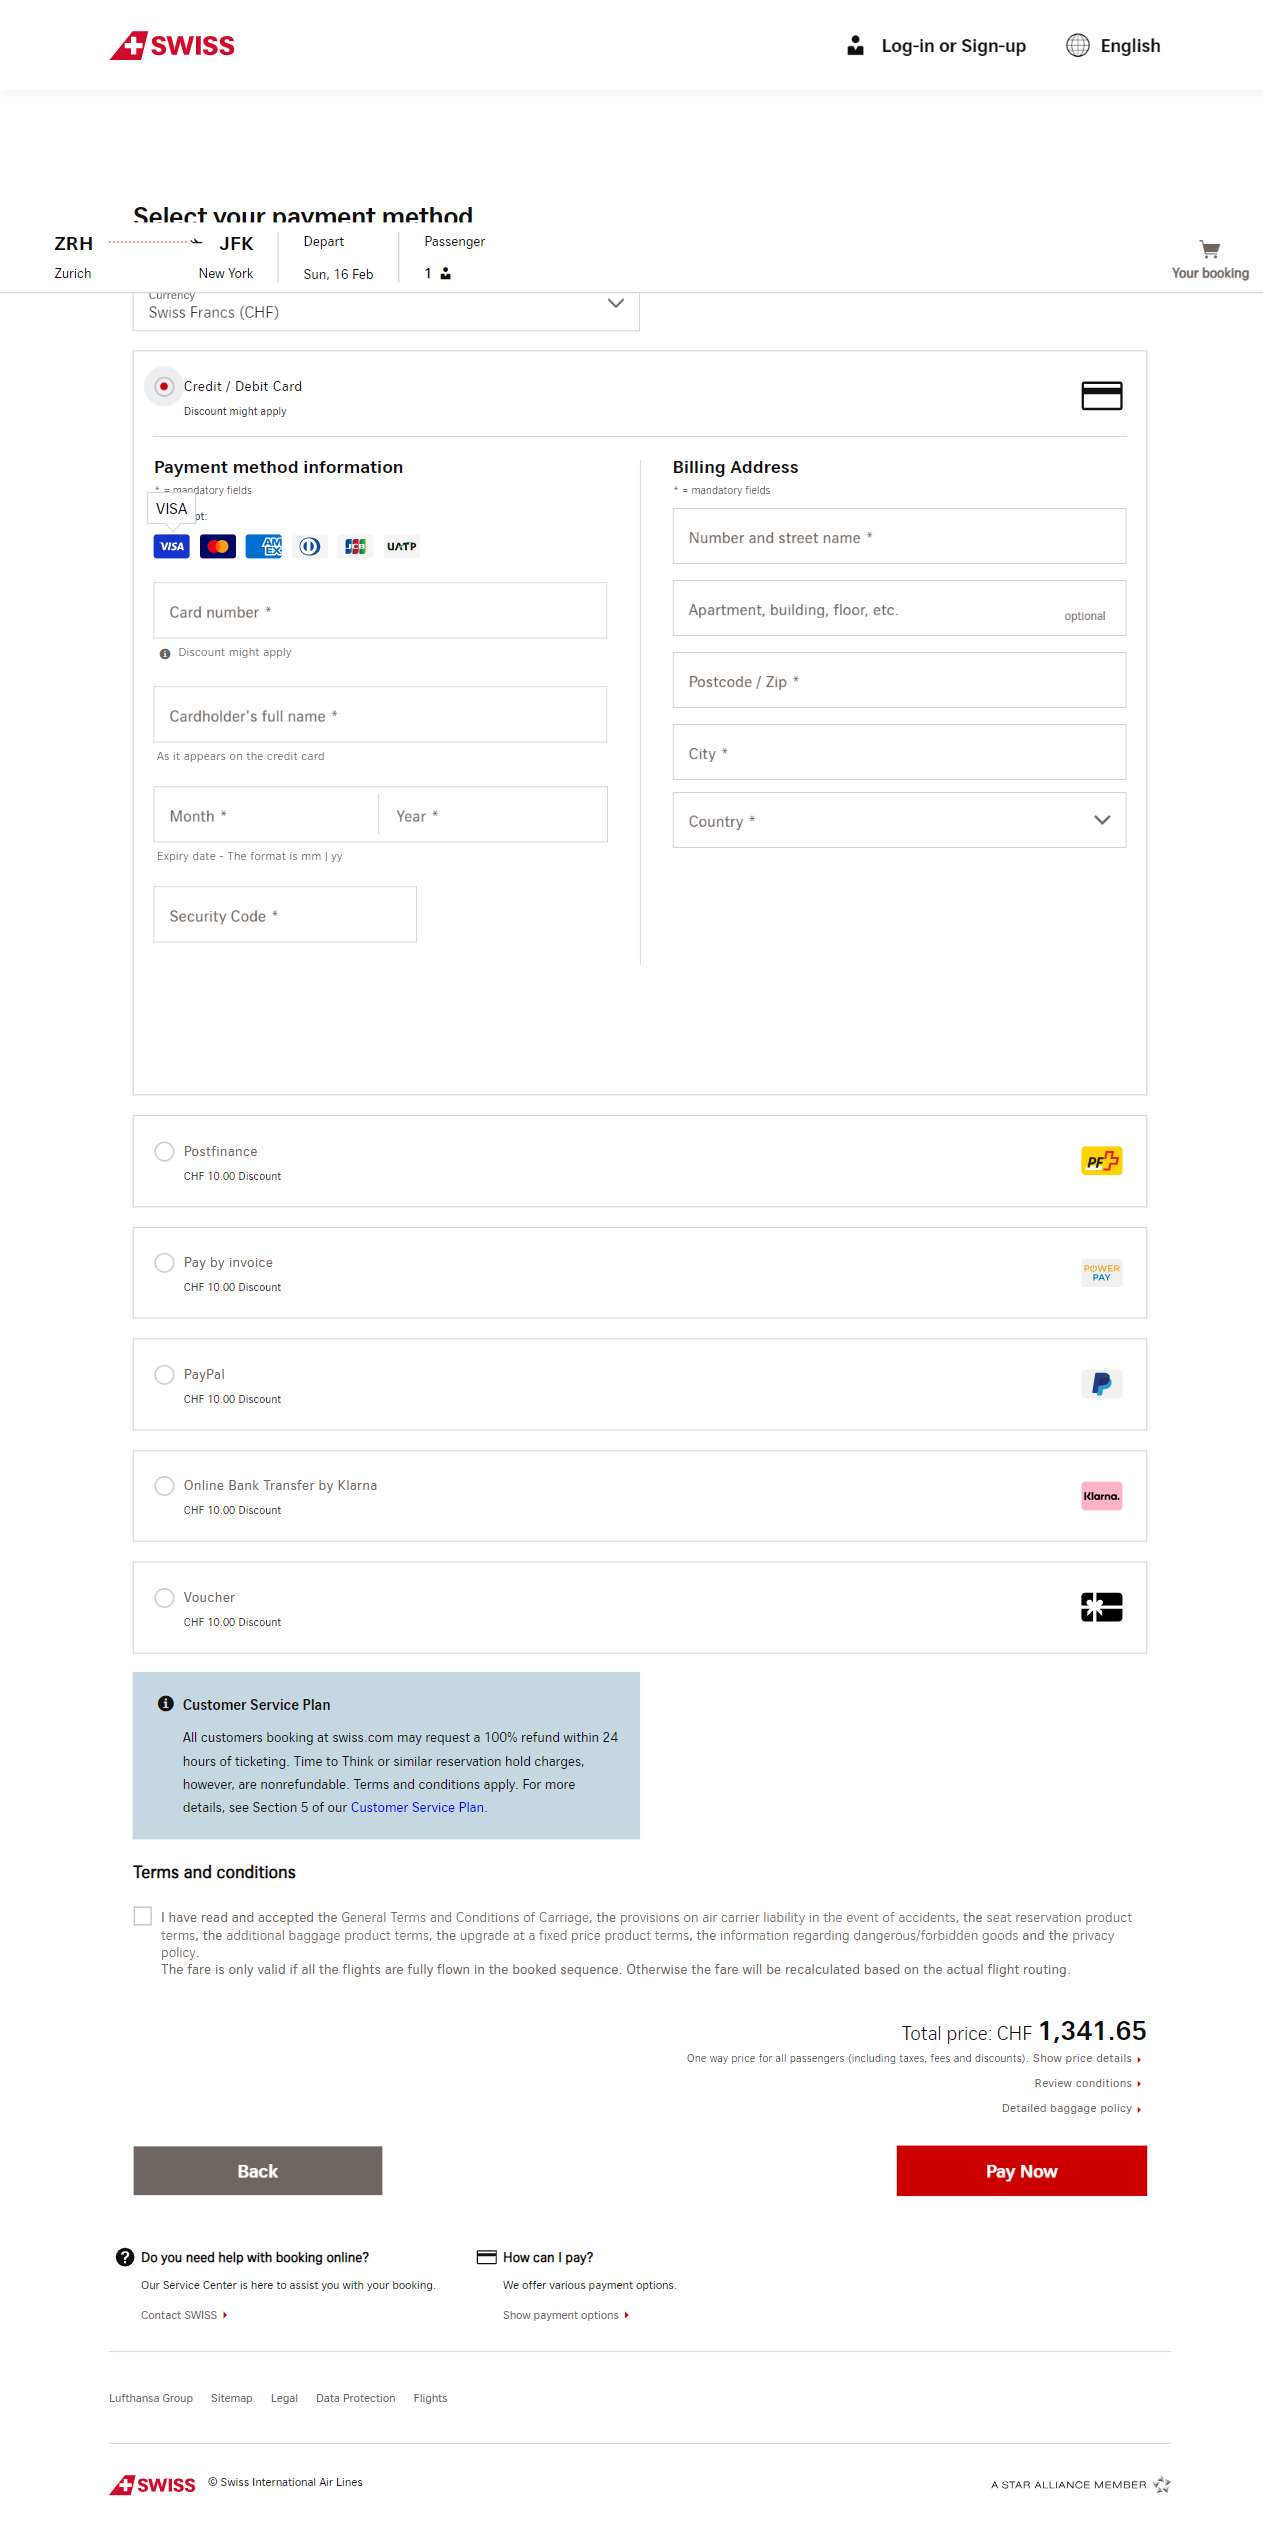 SWISS
Log-in or Sign-up
English
Select your payment method
ZRH
JFK
Depart
Passenger
Zurich
New York
Sun, 16 Feb
1
Your booking
Currency
Swiss Francs (CHF)
Credit / Debit Card
Discount might apply
Payment method information
* = mandatory fields
VISA
pt:
VISA
AM
EX
JCB
UATP
Card number *
Discount might apply
Cardholder's full name *
As it appears on the credit card
Month *
Year *
Expiry date - The format is mm | yy
Security Code *
Billing Address
* = mandatory fields
Number and street name *
Apartment, building, floor, etc.
optional
Postcode / Zip *
City *
Country *
Postfinance
CHF 10.00 Discount
PF
Pay by invoice
CHF 10.00 Discount
POWER
PAY
PayPal
CHF 10.00 Discount
Online Bank Transfer by Klarna
CHF 10.00 Discount
Klarna.
Voucher
CHF 10.00 Discount
Customer Service Plan
All customers booking at swiss.com may request a 100% refund within 24
hours of ticketing. Time to Think or similar reservation hold charges,
however, are nonrefundable. Terms and conditions apply. For more
details, see Section 5 of our Customer Service Plan.
Terms and conditions
I have read and accepted the General Terms and Conditions of Carriage, the provisions on air carrier liability in the event of accidents, the seat reservation product
terms, the additional baggage product terms, the upgrade at a fixed price product terms, the information regarding dangerous/forbidden goods and the privacy
policy.
The fare is only valid if all the flights are fully flown in the booked sequence. Otherwise the fare will be recalculated based on the actual flight routing.
Total price: CHF 1,341.65
One way price for all passengers (including taxes, fees and discounts). Show price details
Review conditions
Detailed baggage policy
Back
Pay Now
Do you need help with booking online?
Our Service Center is here to assist you with your booking.
Contact SWISS
How can I pay?
We offer various payment options.
Show payment options
Lufthansa Group
Sitemap
Legal
Data Protection
Flights
SWISS
© Swiss International Air Lines
A STAR ALLIANCE MEMBER